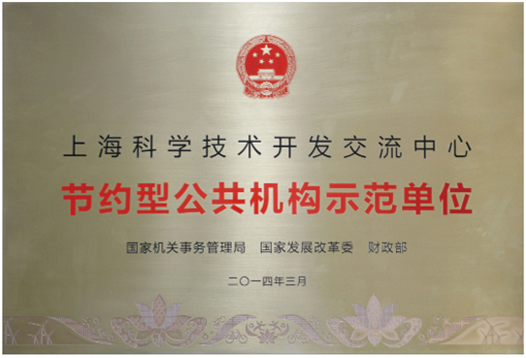 上海科学技术开发交流中心
节约型公共机构示范单位
国家机关事务管理局 国家发展改革委 财政部
二〇一四年三月